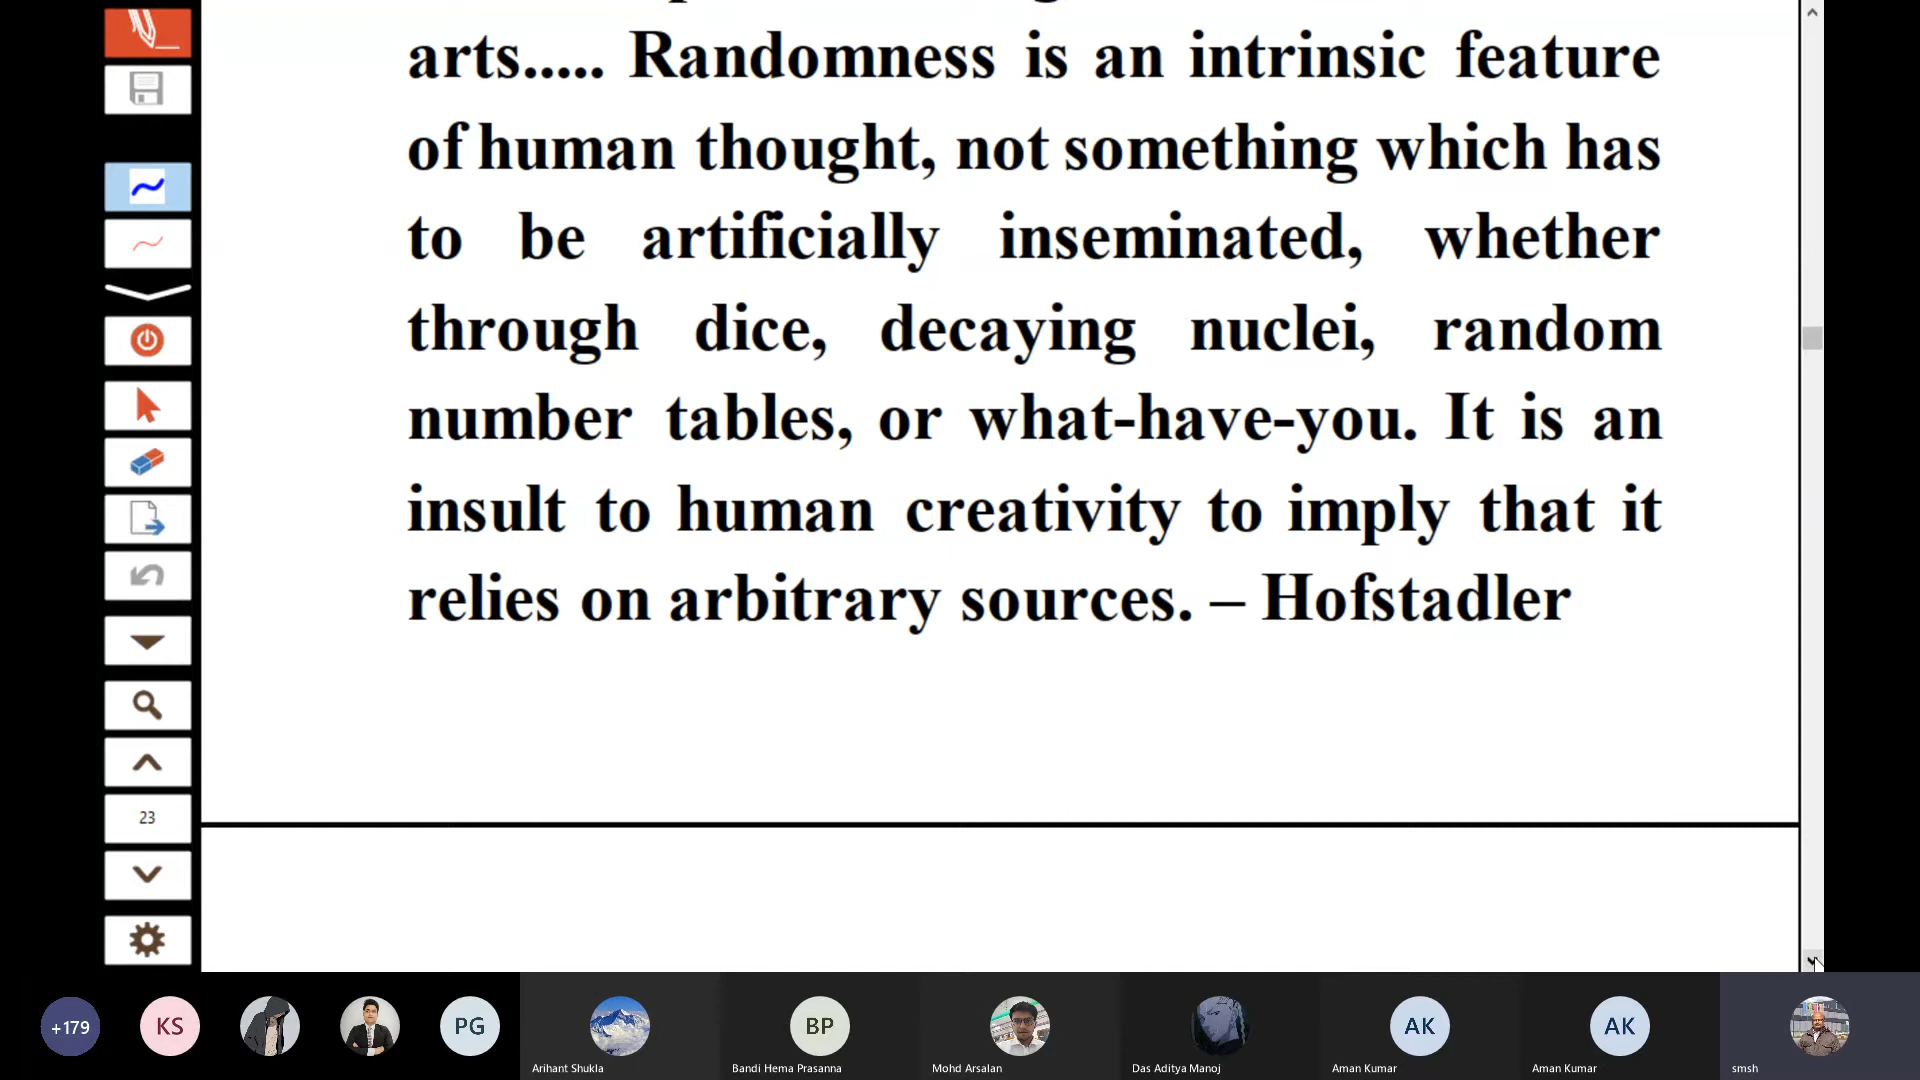 arts..... Randomness is an intrinsic feature
of human thought, not something which has
to be artificially inseminated, whether
through dice, decaying nuclei, random
number tables, or what-have-you. It is an
insult to human creativity to imply that it
relies on arbitrary sources. – Hofstadler
23
+179
KS
PG
BP
AK
AK
Arihant Shukla
Bandi Hema Prasanna
Mohd Arsalan
Das Aditya Manoj
Aman Kumar
Aman Kumar
smsh